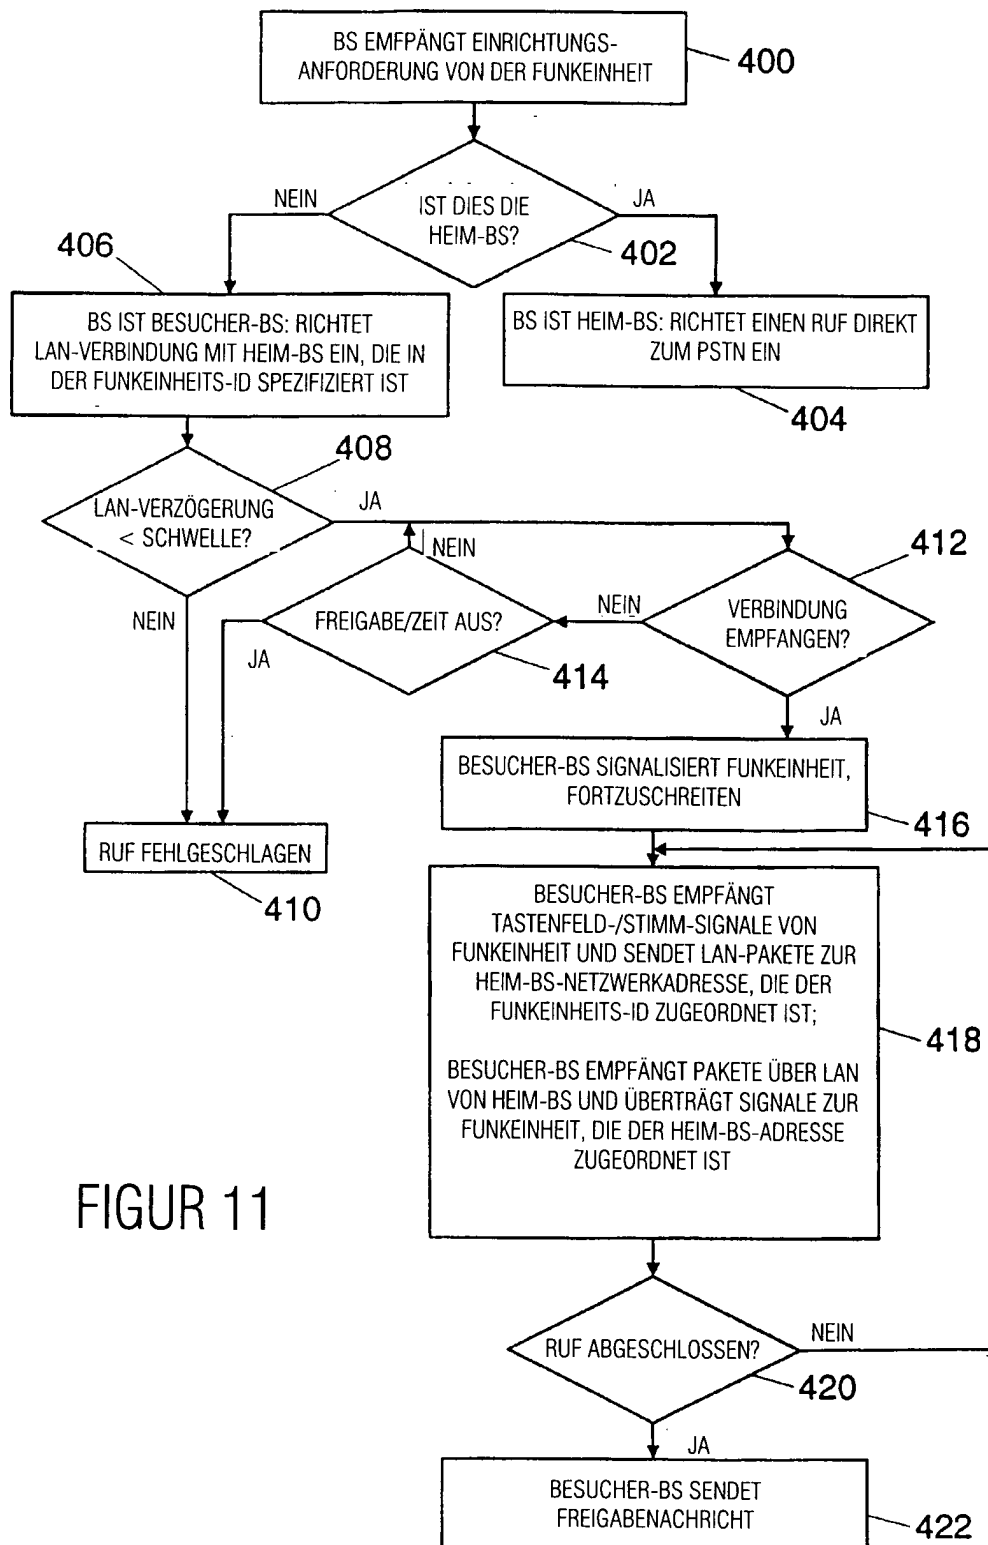 BS EMFPÄNGT EINRICHTUNGS-
ANFORDERUNG VON DER FUNKEINHEIT
400
IST DIES DIE
HEIM-BS?
NEIN
JA
402
406
BS IST BESUCHER-BS: RICHTET
LAN-VERBINDUNG MIT HEIM-BS EIN, DIE IN
DER FUNKEINHEITS-ID SPEZIFIZIERT IST
BS IST HEIM-BS: RICHTET EINEN RUF DIREKT
ZUM PSTN EIN
404
408
LAN-VERZÖGERUNG
< SCHWELLE?
JA
NEIN
NEIN
FREIGABE/ZEIT AUS?
JA
414
NEIN
412
VERBINDUNG
EMPFANGEN?
JA
BESUCHER-BS SIGNALISIERT FUNKEINHEIT,
FORTZUSCHREITEN
416
RUF FEHLGESCHLAGEN
410
BESUCHER-BS EMPFÄNGT
TASTENFELD-/STIMM-SIGNALE VON
FUNKEINHEIT UND SENDET LAN-PAKETE ZUR
HEIM-BS-NETZWERKADRESSE, DIE DER
FUNKEINHEITS-ID ZUGEORDNET IST;
BESUCHER-BS EMPFÄNGT PAKETE ÜBER LAN
VON HEIM-BS UND ÜBERTRÄGT SIGNALE ZUR
FUNKEINHEIT, DIE DER HEIM-BS-ADRESSE
ZUGEORDNET IST
418
FIGUR 11
RUF ABGESCHLOSSEN?
NEIN
420
JA
BESUCHER-BS SENDET
FREIGABENACHRICHT
422